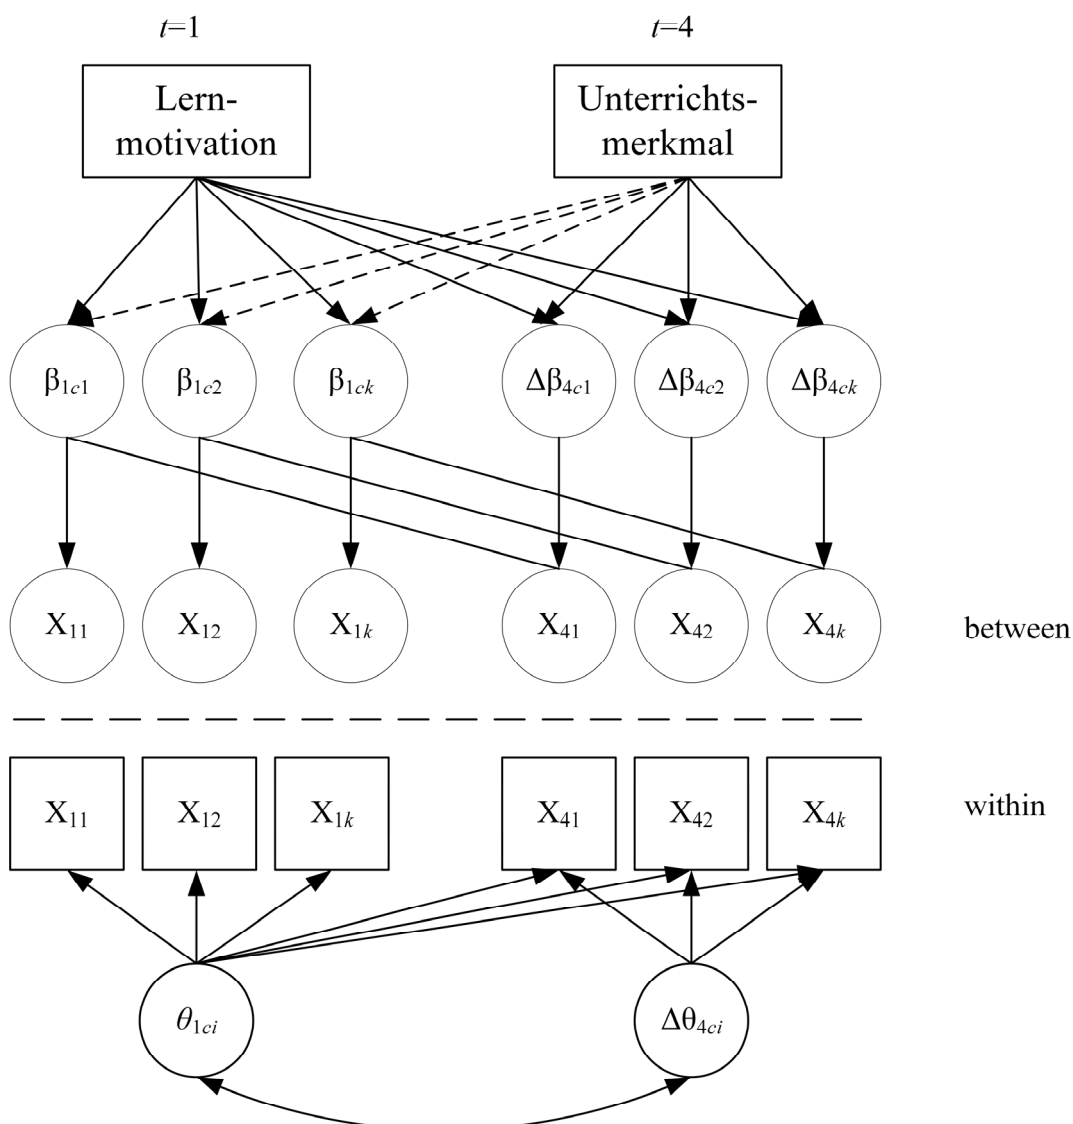 t=1
t=4
Lern-
motivation
Unterrichts-
merkmal
β1c1
β1c2
β1ck
Δβ4c1
Δβ4c2
Δβ4ck
X11
X12
X1k
X41
X42
X4k
between
X11
X12
X1k
X41
X42
X4k
within
θ1ci
Δθ4ci